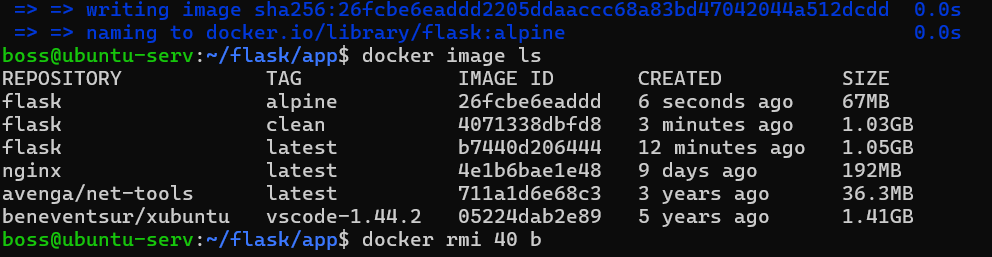 => => writing image sha256:26fcbe6eaddd2205ddaaccc68a83bd47042044a512dcdd 0.0s
=> => naming to docker.io/library/flask:alpine 0.0s
boss@ubuntu-serv:~/flask/app$ docker image ls
REPOSITORY TAG IMAGE ID CREATED SIZE
flask alpine 26fcbe6eaddd 6 seconds ago 67MB
flask clean 4071338dbfd8 3 minutes ago 1.03GB
flask latest b7440d206444 12 minutes ago 1.05GB
nginx latest 4e1b6bae1e48 9 days ago 192MB
avenga/net-tools latest 711a1d6e68c3 3 years ago 36.3MB
beneventsur/xubuntu vscode-1.44.2 05224dab2e89 5 years ago 1.41GB
boss@ubuntu-serv:~/flask/app$ docker rmi 40 b